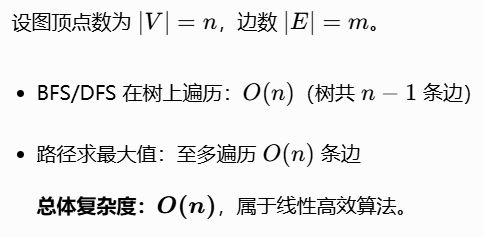 设图顶点数为 |V| = n，边数 |E| = m。
• BFS/DFS 在树上遍历：O(n)（树共 n − 1 条边）
• 路径求最大值：至多遍历 O(n) 条边
总体复杂度：O(n)，属于线性高效算法。